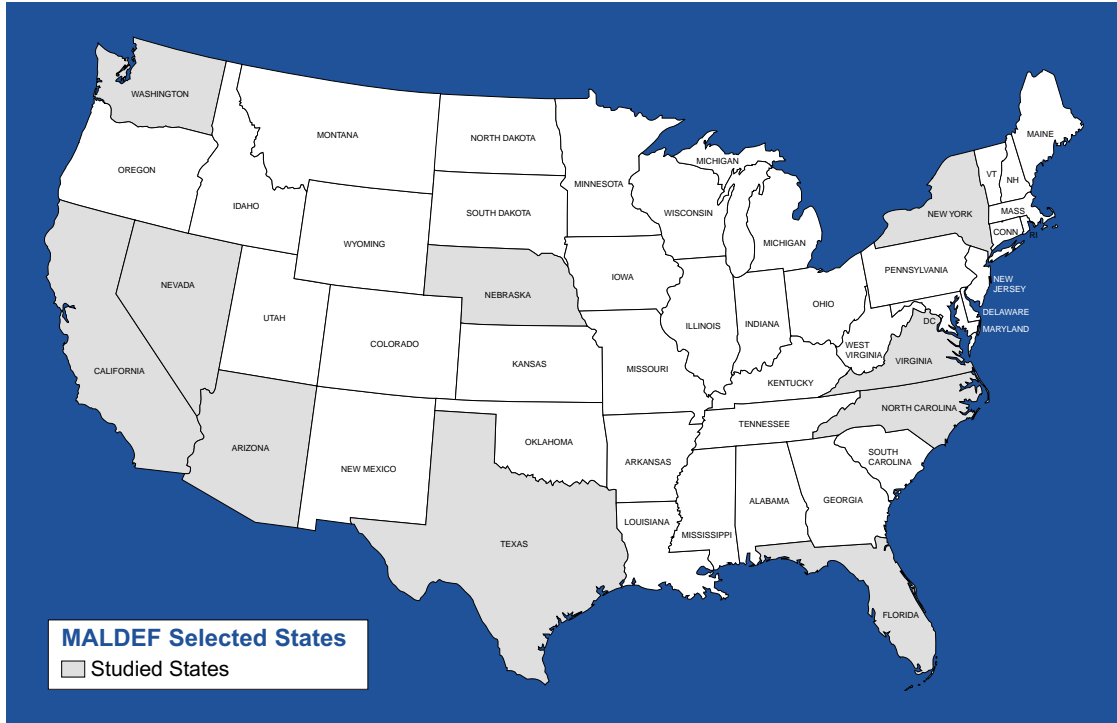 WASHINGTON
MONTANA
NORTH DAKOTA
MINNESOTA
MICHIGAN
MAINE
VT
NH
OREGON
IDAHO
SOUTH DAKOTA
WISCONSIN
NEW YORK
MASS
CONN
RI
WYOMING
MICHIGAN
NEVADA
NEBRASKA
IOWA
PENNSYLVANIA
NEW
JERSEY
UTAH
COLORADO
ILLINOIS
INDIANA
OHIO
DELAWARE
DC
MARYLAND
CALIFORNIA
KANSAS
MISSOURI
WEST
VIRGINIA
VIRGINIA
KENTUCKY
NORTH CAROLINA
ARIZONA
NEW MEXICO
OKLAHOMA
ARKANSAS
TENNESSEE
SOUTH
CAROLINA
TEXAS
LOUISIANA
MISSISSIPPI
ALABAMA
GEORGIA
FLORIDA
MALDEF Selected States
Studied States